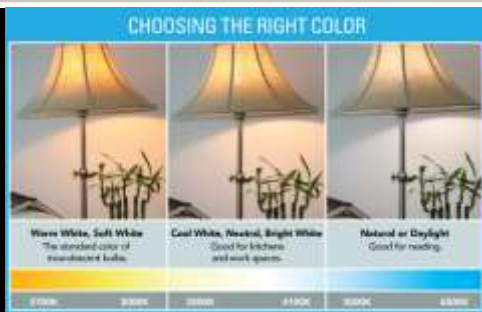 CHOOSING THE RIGHT COLOR
Warm White, Soft White
The standard color of
incandescent bulbs.
Cool White, Neutral, Bright White
Good for kitchens
and work spaces.
Natural or Daylight
Good for reading.
2700K 3000K 3500K 4100K 5000K 6500K